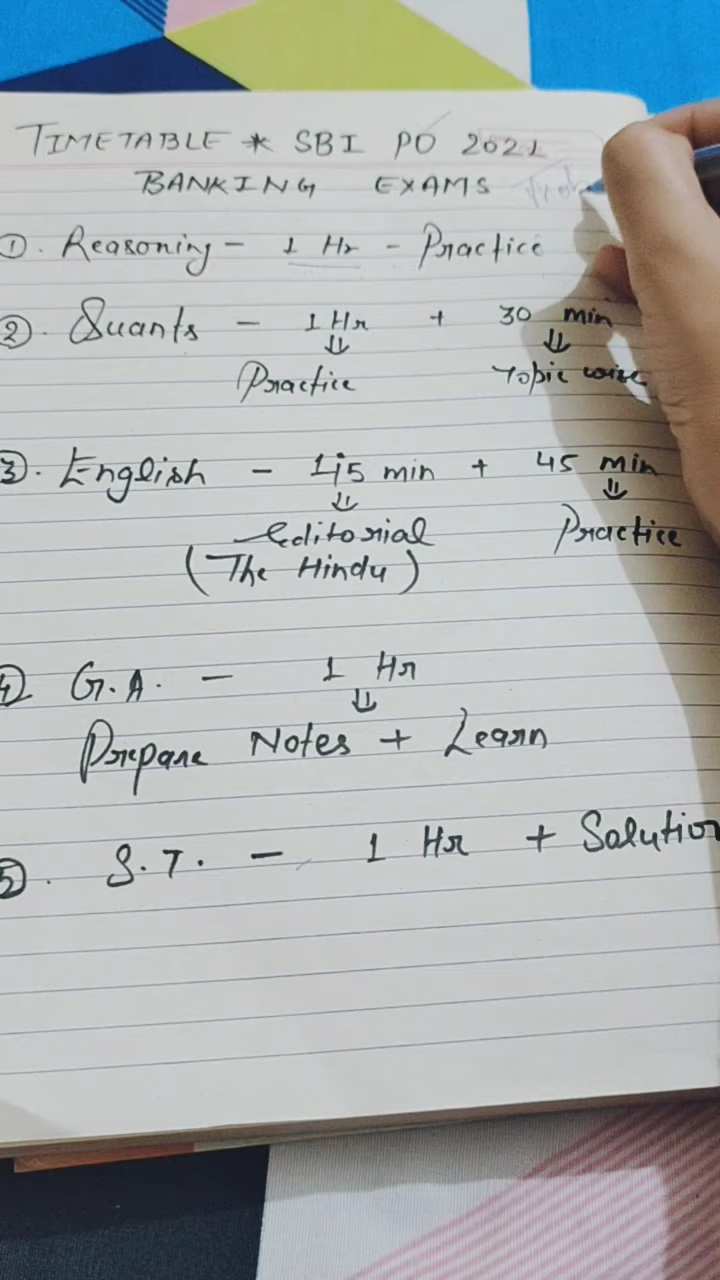 TIMETABLE * SBI PO 2021
BANKING EXAMS
①. Reasoning - 1 Hr - Practice
②. Quants - 1 Hr + 30 min
⇓ ⇓
Practice Topic wise
③. English - 45 min + 45 min
⇓ ⇓
Editorial Practice
(The Hindu)
④ G.A. - 1 Hr
⇓
Prepare Notes + Learn
⑤. S.T. - 1 Hr + Solution